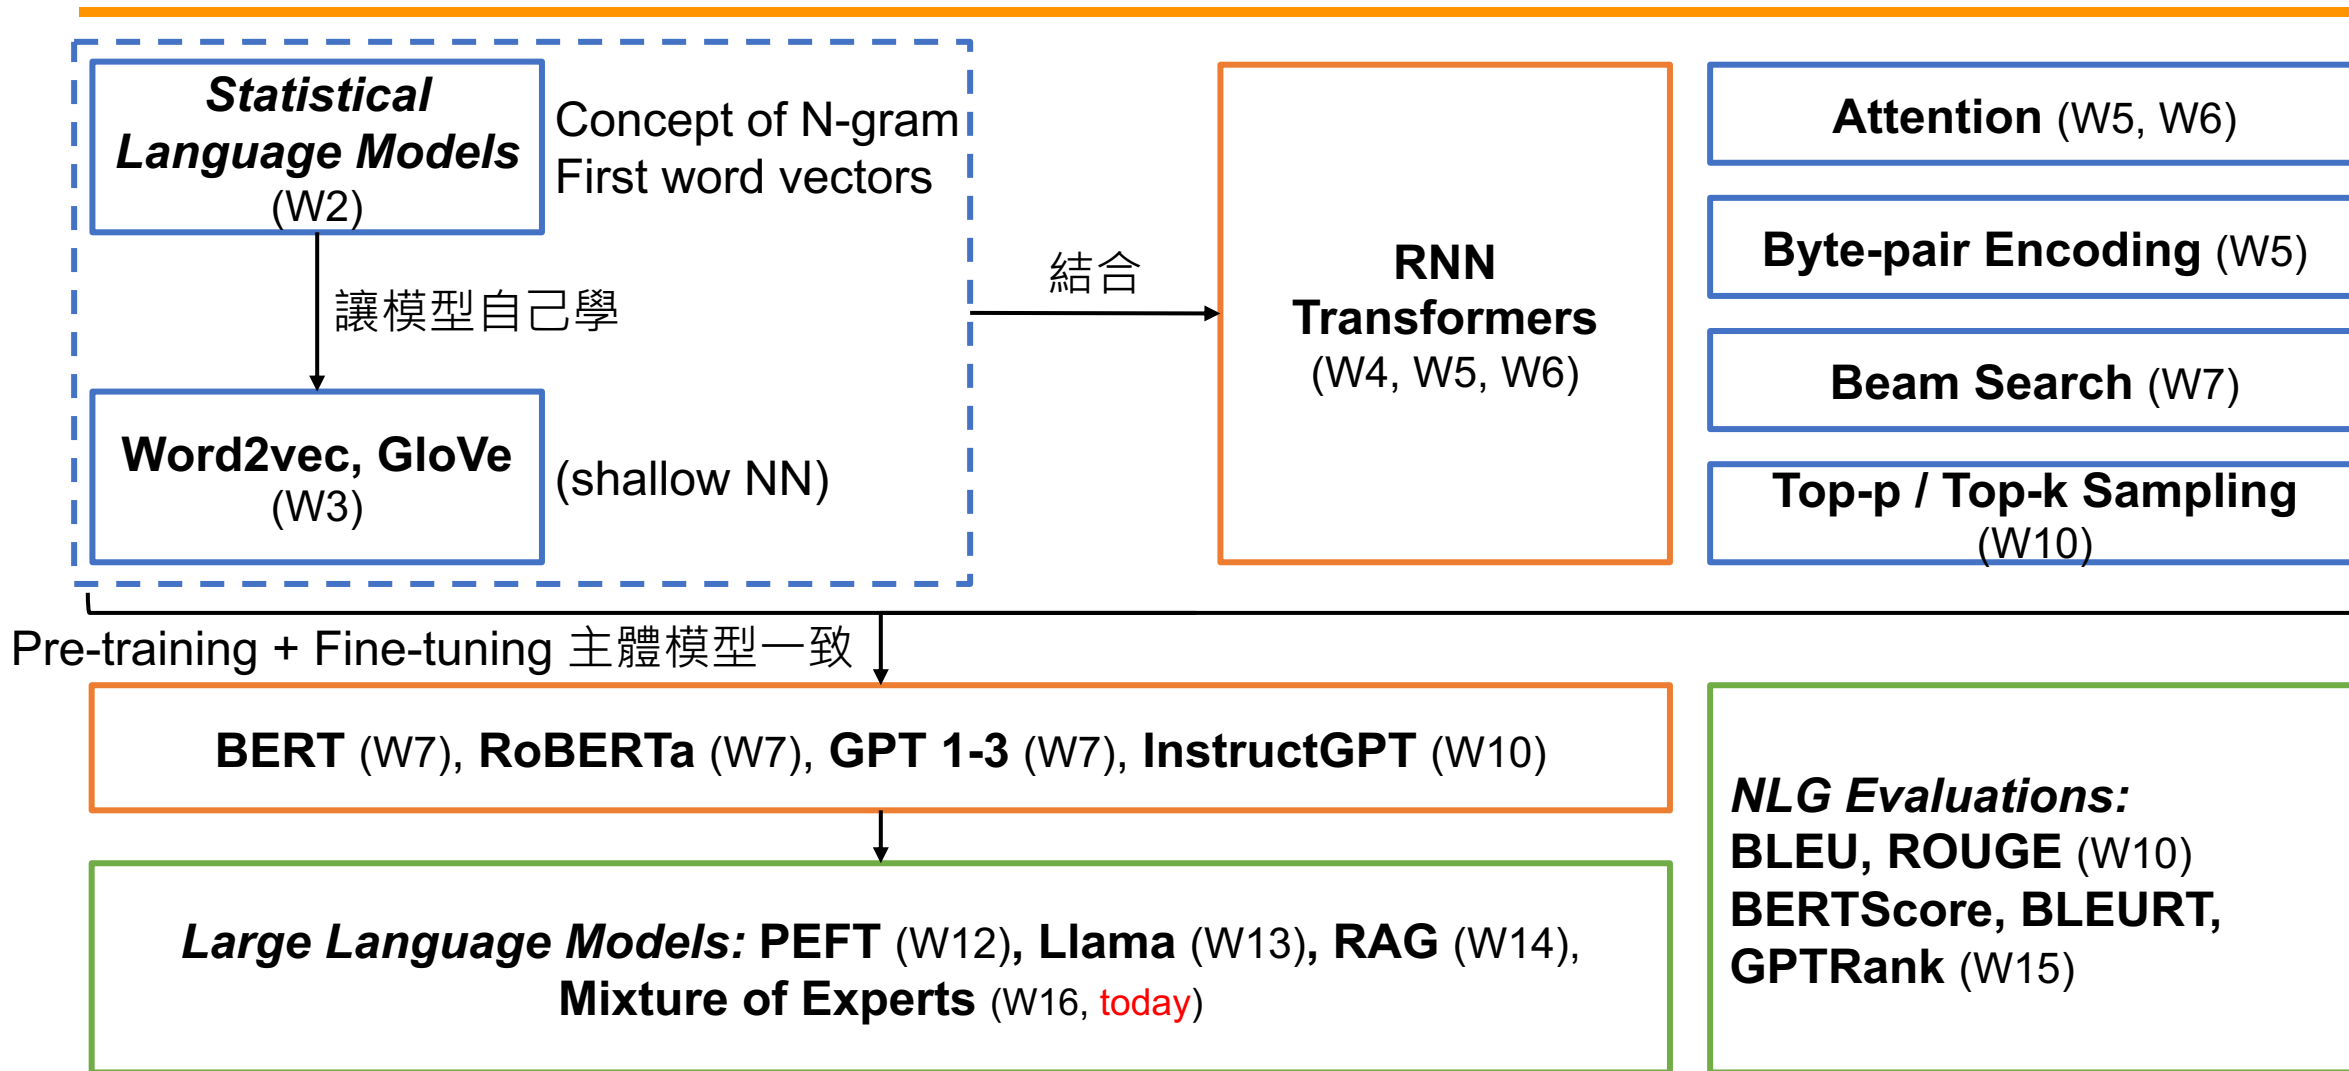 Statistical
Language Models
(W2)
Concept of N-gram
First word vectors
讓模型自己學
Word2vec, GloVe
(W3)
(shallow NN)
結合
RNN
Transformers
(W4, W5, W6)
Attention (W5, W6)
Byte-pair Encoding (W5)
Beam Search (W7)
Top-p / Top-k Sampling
(W10)
Pre-training + Fine-tuning 主體模型一致
BERT (W7), RoBERTa (W7), GPT 1-3 (W7), InstructGPT (W10)
Large Language Models: PEFT (W12), Llama (W13), RAG (W14),
Mixture of Experts (W16, today)
NLG Evaluations:
BLEU, ROUGE (W10)
BERTScore, BLEURT,
GPTRank (W15)